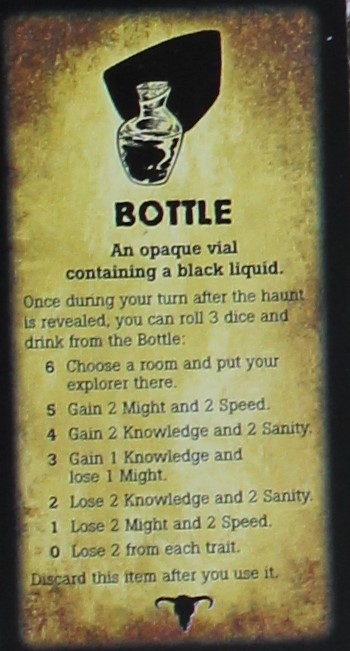 BOTTLE
An opaque vial
containing a black liquid.
Once during your turn after the haunt
is revealed, you can roll 3 dice and
drink from the Bottle:
6 Choose a room and put your
explorer there.
5 Gain 2 Might and 2 Speed.
4 Gain 2 Knowledge and 2 Sanity.
3 Gain 1 Knowledge and
lose 1 Might.
2 Lose 2 Knowledge and 2 Sanity.
1 Lose 2 Might and 2 Speed.
0 Lose 2 from each trait.
Discard this item after you use it.